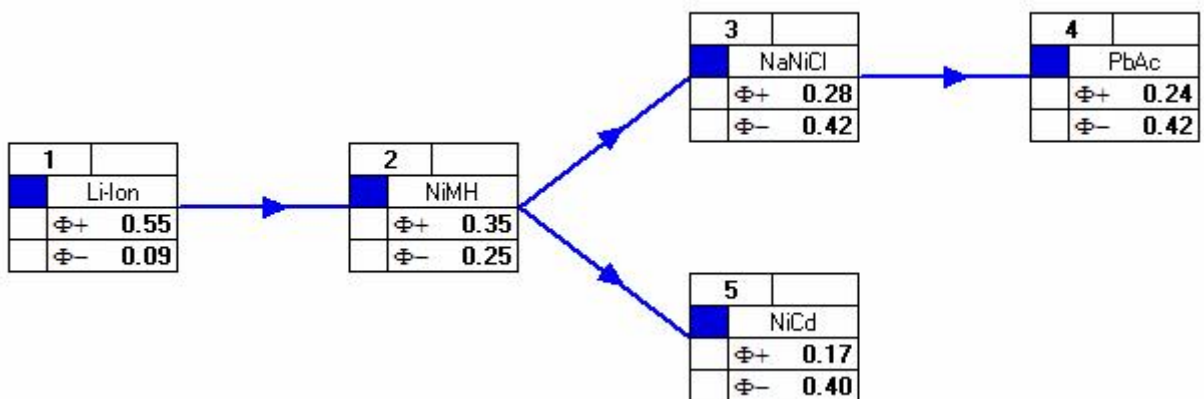 1
Li-Ion
Φ+ 0.55
Φ− 0.09
2
NiMH
Φ+ 0.35
Φ− 0.25
3
NaNiCl
Φ+ 0.28
Φ− 0.42
4
PbAc
Φ+ 0.24
Φ− 0.42
5
NiCd
Φ+ 0.17
Φ− 0.40